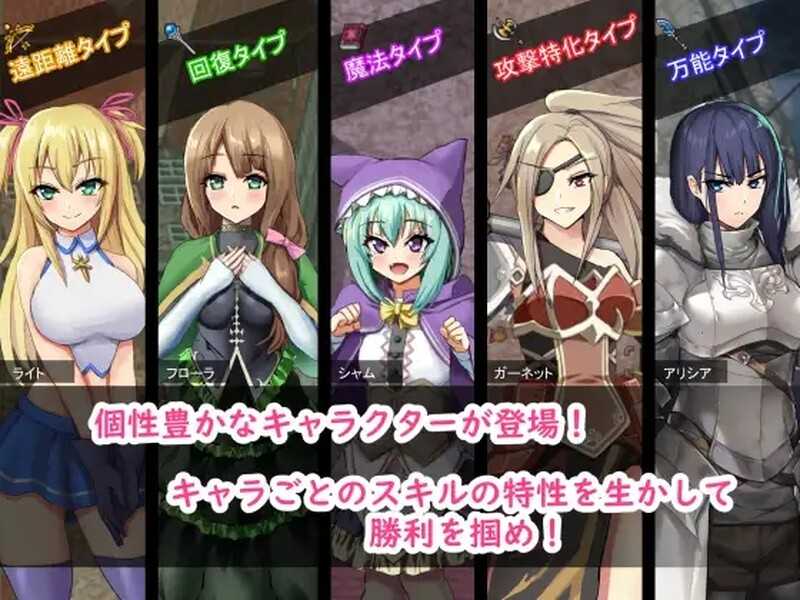 遠距離タイプ
回復タイプ
魔法タイプ
攻撃特化タイプ
万能タイプ
ライト
フローラ
シャム
ガーネット
アリシア
個性豊かなキャラクターが登場！
キャラごとのスキルの特性を生かして
勝利を掴め！